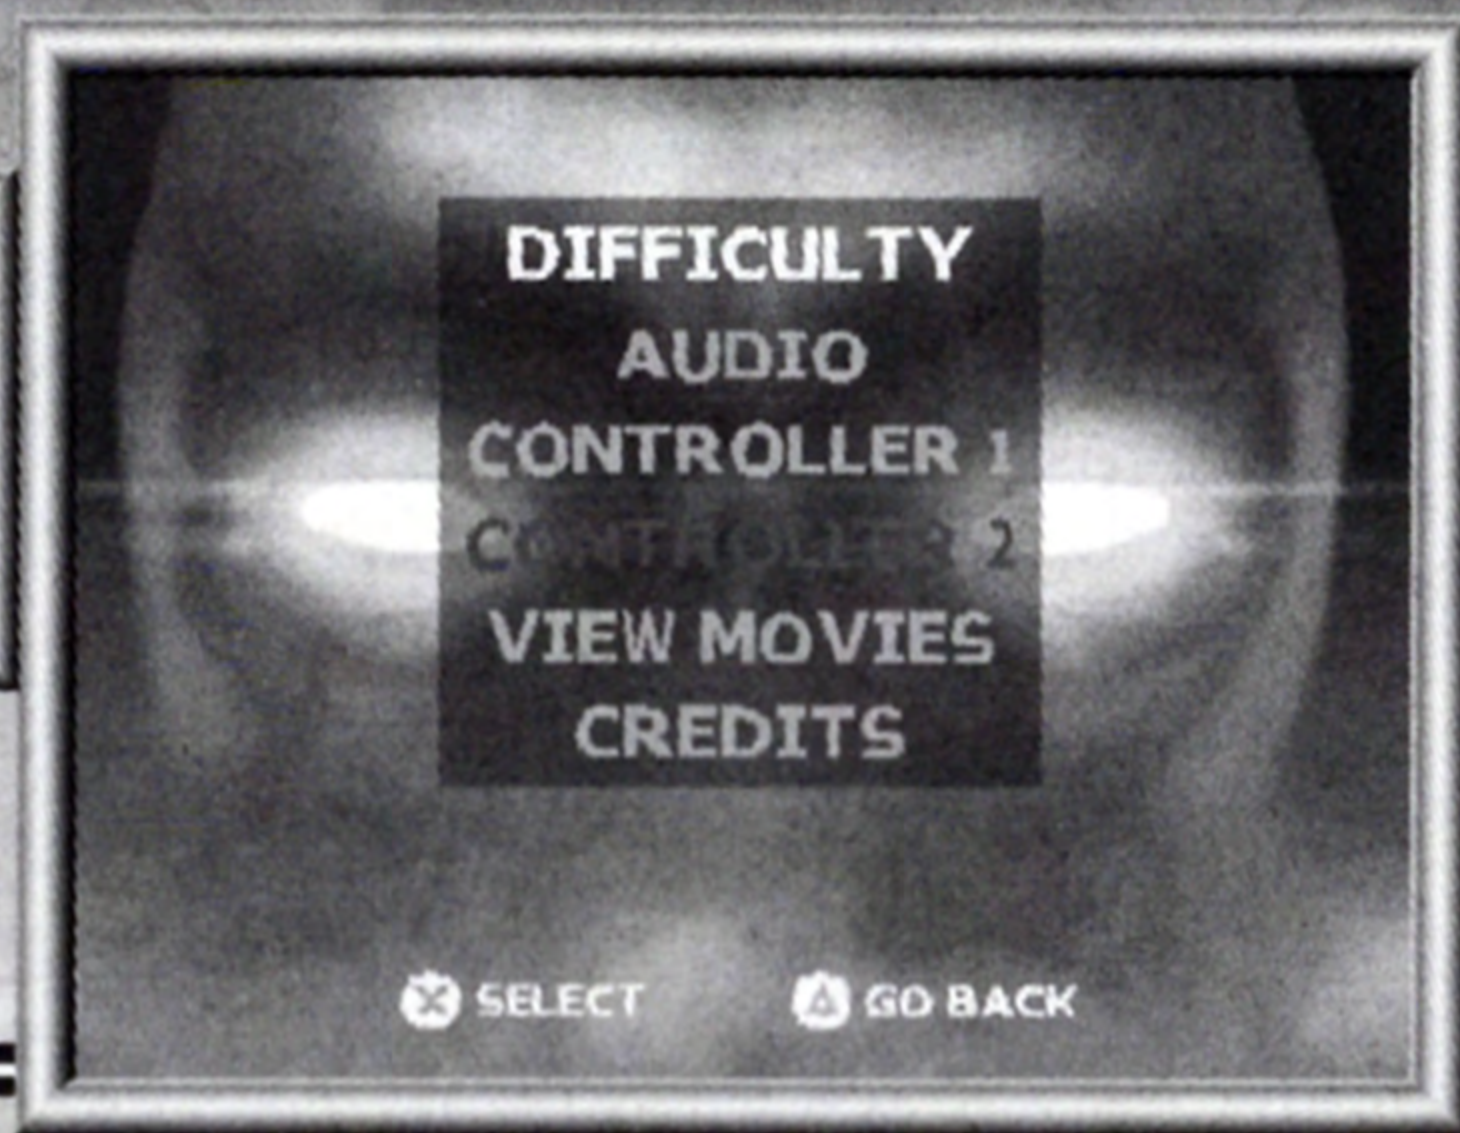 DIFFICULTY
AUDIO
CONTROLLER 1
CONTROLLER 2
VIEW MOVIES
CREDITS
SELECT GO BACK